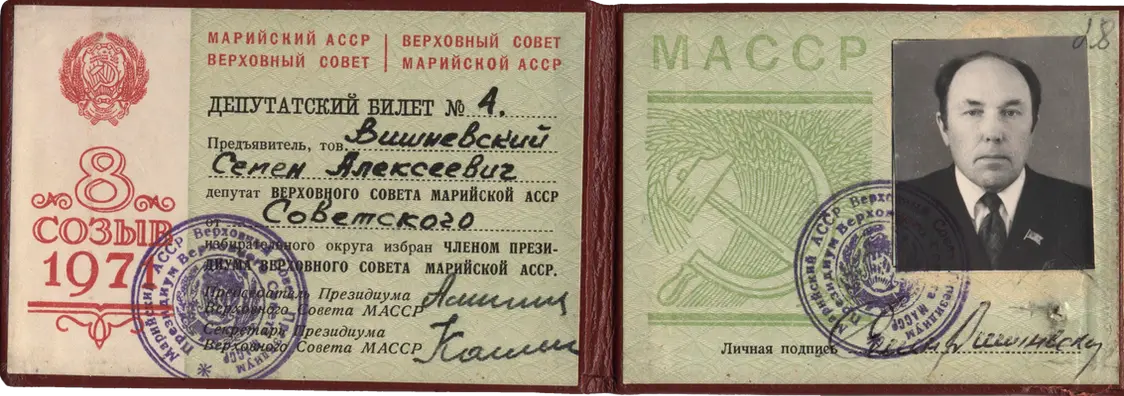 МАРИЙСКИЙ АССР
ВЕРХОВНЫЙ СОВЕТ
ВЕРХОВНЫЙ СОВЕТ
МАРИЙСКОЙ АССР
8
СОЗЫВ
1971
ДЕПУТАТСКИЙ БИЛЕТ № 4.
Предъявитель, тов. Вишневский
Семен Алексеевич
депутат ВЕРХОВНОГО СОВЕТА МАРИЙСКОЙ АССР
от Советского
избирательного округа избран ЧЛЕНОМ ПРЕЗИ-
ДИУМА ВЕРХОВНОГО СОВЕТА МАРИЙСКОЙ АССР.
Председатель Президиума
Верховного Совета МАССР
Секретарь Президиума
Верховного Совета МАССР
МАССР
28
Личная подпись